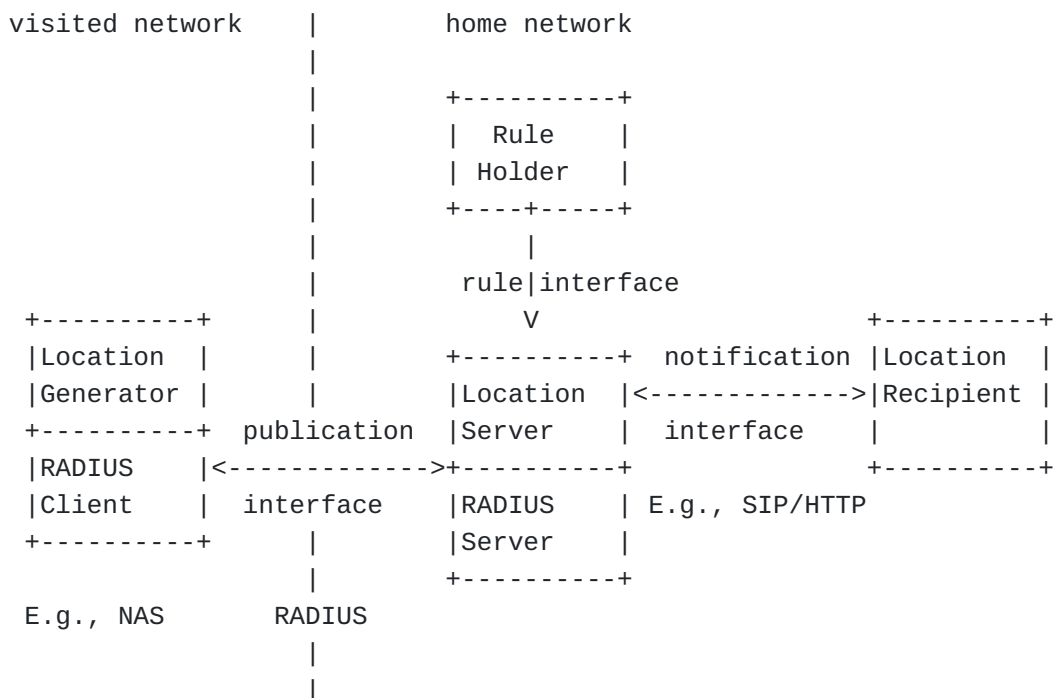 visited network    |        home network
                   |
                   |        +----------+
                   |        |  Rule    |
                   |        | Holder   |
                   |        +----+-----+
                   |             |
                   |         rule|interface
 +----------+      |             V                     +----------+
 |Location  |      |        +----------+  notification |Location  |
 |Generator |      |        |Location  |<------------->|Recipient |
 +----------+  publication  |Server    |  interface    |          |
 |RADIUS    |<------------->+----------+               +----------+
 |Client    |  interface    |RADIUS    | E.g., SIP/HTTP
 +----------+      |        |Server    |
                   |        +----------+
 E.g., NAS       RADIUS
                   |
                   |